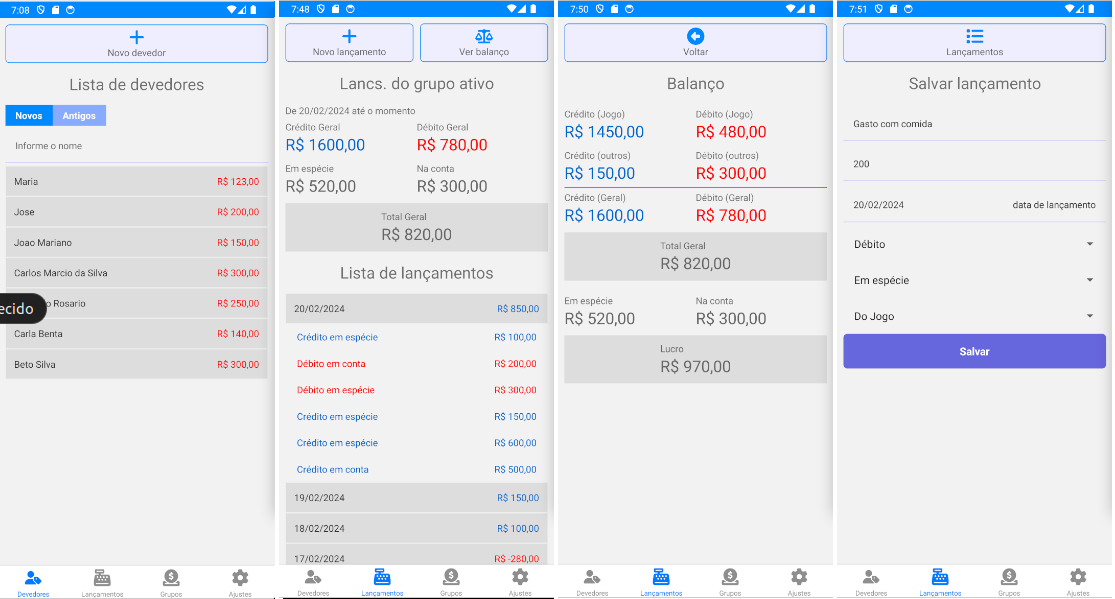 7:08
Novo devedor
Lista de devedores
Novos Antigos
Informe o nome
Maria R$ 123,00
Jose R$ 200,00
Joao Mariano R$ 150,00
Carlos Marcio da Silva R$ 300,00
ecido o Rosario R$ 250,00
Carla Benta R$ 140,00
Beto Silva R$ 300,00
Devedores Lançamentos Grupos Ajustes
7:48
Novo lançamento Ver balanço
Lancs. do grupo ativo
De 20/02/2024 até o momento
Crédito Geral Débito Geral
R$ 1600,00 R$ 780,00
Em espécie Na conta
R$ 520,00 R$ 300,00
Total Geral
R$ 820,00
Lista de lançamentos
20/02/2024 R$ 850,00
Crédito em espécie R$ 100,00
Débito em conta R$ 200,00
Débito em espécie R$ 300,00
Crédito em espécie R$ 150,00
Crédito em espécie R$ 600,00
Crédito em conta R$ 500,00
19/02/2024 R$ 150,00
18/02/2024 R$ 100,00
17/02/2024 R$ -280,00
Devedores Lançamentos Grupos Ajustes
7:50
Voltar
Balanço
Crédito (Jogo) Débito (Jogo)
R$ 1450,00 R$ 480,00
Crédito (outros) Débito (outros)
R$ 150,00 R$ 300,00
Crédito (Geral) Débito (Geral)
R$ 1600,00 R$ 780,00
Total Geral
R$ 820,00
Em espécie Na conta
R$ 520,00 R$ 300,00
Lucro
R$ 970,00
Devedores Lançamentos Grupos Ajustes
7:51
Lançamentos
Salvar lançamento
Gasto com comida
200
20/02/2024 data de lançamento
Débito
Em espécie
Do Jogo
Salvar
Devedores Lançamentos Grupos Ajustes